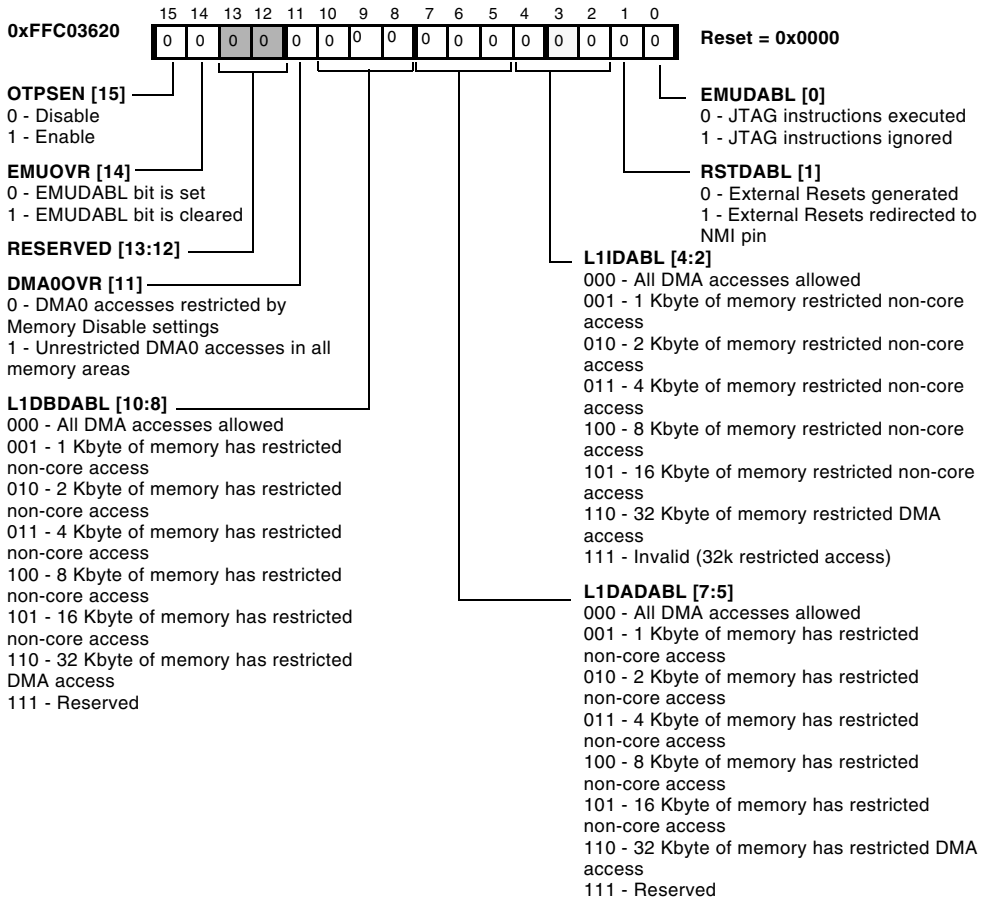 0xFFC03620
15 14 13 12 11 10 9 8 7 6 5 4 3 2 1 0
0 0 0 0 0 0 0 0 0 0 0 0 0 0 0 0
Reset = 0x0000
OTPSEN [15]
0 - Disable
1 - Enable
EMUOVR [14]
0 - EMUDABL bit is set
1 - EMUDABL bit is cleared
RESERVED [13:12]
DMA0OVR [11]
0 - DMA0 accesses restricted by
Memory Disable settings
1 - Unrestricted DMA0 accesses in all
memory areas
L1DBDABL [10:8]
000 - All DMA accesses allowed
001 - 1 Kbyte of memory has restricted
non-core access
010 - 2 Kbyte of memory has restricted
non-core access
011 - 4 Kbyte of memory has restricted
non-core access
100 - 8 Kbyte of memory has restricted
non-core access
101 - 16 Kbyte of memory has restricted
non-core access
110 - 32 Kbyte of memory has restricted
DMA access
111 - Reserved
EMUDABL [0]
0 - JTAG instructions executed
1 - JTAG instructions ignored
RSTDABL [1]
0 - External Resets generated
1 - External Resets redirected to
NMI pin
L1IDABL [4:2]
000 - All DMA accesses allowed
001 - 1 Kbyte of memory restricted non-core
access
010 - 2 Kbyte of memory restricted non-core
access
011 - 4 Kbyte of memory restricted non-core
access
100 - 8 Kbyte of memory restricted non-core
access
101 - 16 Kbyte of memory restricted non-core
access
110 - 32 Kbyte of memory restricted DMA
access
111 - Invalid (32k restricted access)
L1DADABL [7:5]
000 - All DMA accesses allowed
001 - 1 Kbyte of memory has restricted
non-core access
010 - 2 Kbyte of memory has restricted
non-core access
011 - 4 Kbyte of memory has restricted
non-core access
100 - 8 Kbyte of memory has restricted
non-core access
101 - 16 Kbyte of memory has restricted
non-core access
110 - 32 Kbyte of memory has restricted DMA
access
111 - Reserved